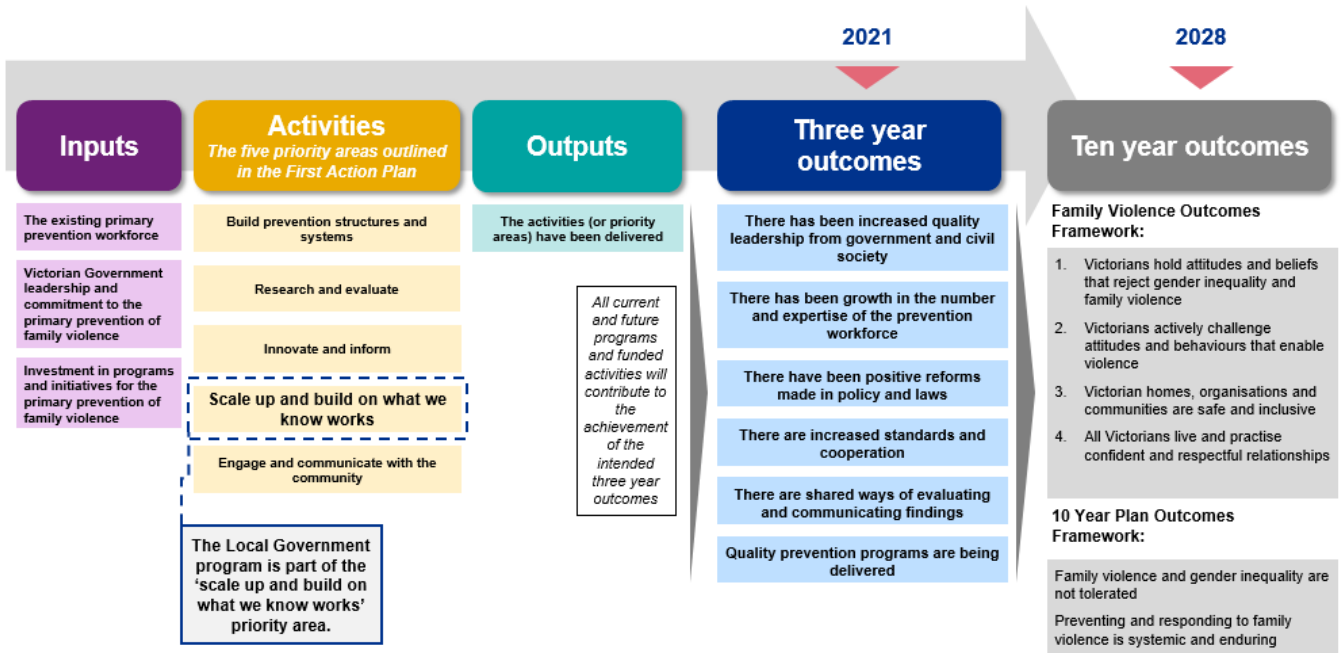 2021
2028
Inputs
Activities
The five priority areas outlined
in the First Action Plan
Outputs
Three year
outcomes
Ten year outcomes
The existing primary
prevention workforce
Victorian Government
leadership and
commitment to the
primary prevention of
family violence
Investment in programs
and initiatives for the
primary prevention of
family violence
Build prevention structures and
systems
Research and evaluate
Innovate and inform
Scale up and build on what we
know works
Engage and communicate with the
community
The Local Government
program is part of the
‘scale up and build on
what we know works’
priority area.
The activities (or priority
areas) have been delivered
All current
and future
programs
and funded
activities will
contribute to
the
achievement
of the
intended
three year
outcomes
There has been increased quality
leadership from government and civil
society
There has been growth in the number
and expertise of the prevention
workforce
There have been positive reforms
made in policy and laws
There are increased standards and
cooperation
There are shared ways of evaluating
and communicating findings
Quality prevention programs are being
delivered
Family Violence Outcomes
Framework:
1. Victorians hold attitudes and beliefs
that reject gender inequality and
family violence
2. Victorians actively challenge
attitudes and behaviours that enable
violence
3. Victorian homes, organisations and
communities are safe and inclusive
4. All Victorians live and practise
confident and respectful relationships
10 Year Plan Outcomes
Framework:
Family violence and gender inequality are
not tolerated
Preventing and responding to family
violence is systemic and enduring